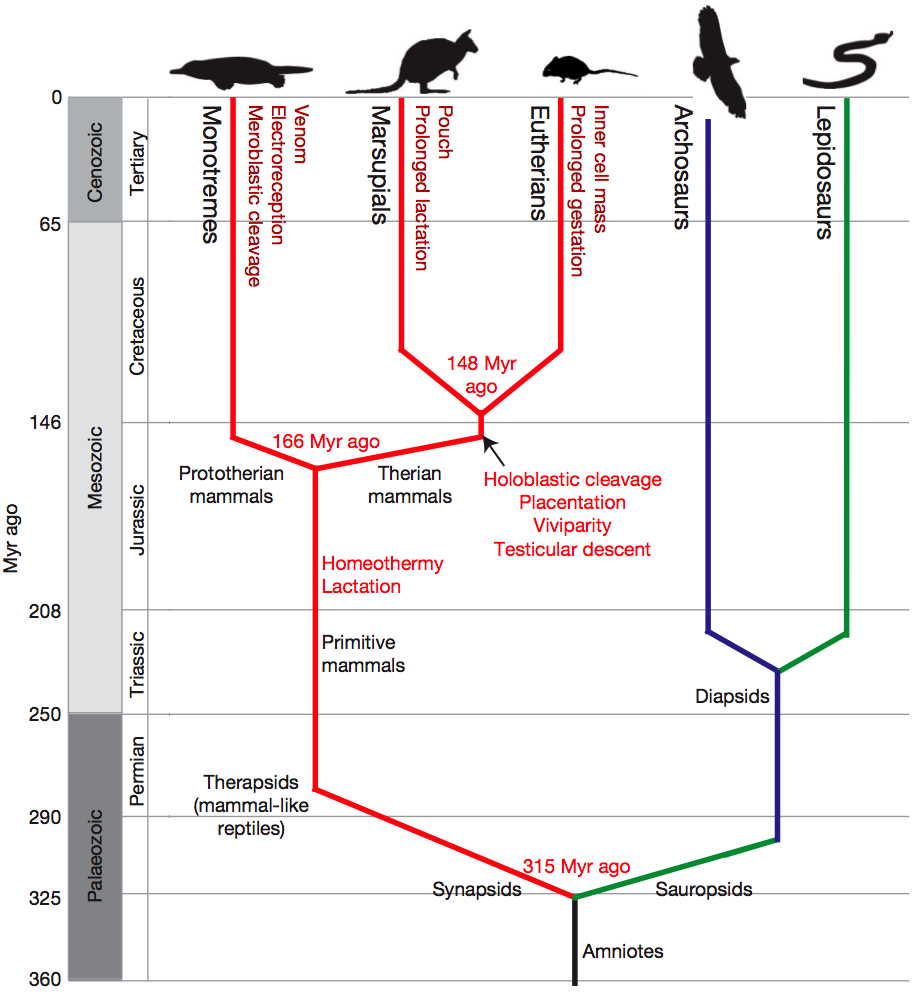 0
65
146
208
250
290
325
360
Myr ago
Cenozoic
Mesozoic
Palaeozoic
Tertiary
Cretaceous
Jurassic
Triassic
Permian
Monotremes
Venom
Electroreception
Meroblastic cleavage
Marsupials
Pouch
Prolonged lactation
Eutherians
Inner cell mass
Prolonged gestation
Archosaurs
Lepidosaurs
148 Myr
ago
166 Myr ago
Prototherian
mammals
Therian
mammals
Holoblastic cleavage
Placentation
Viviparity
Testicular descent
Homeothermy
Lactation
Primitive
mammals
Diapsids
Therapsids
(mammal-like
reptiles)
315 Myr ago
Synapsids
Sauropsids
Amniotes